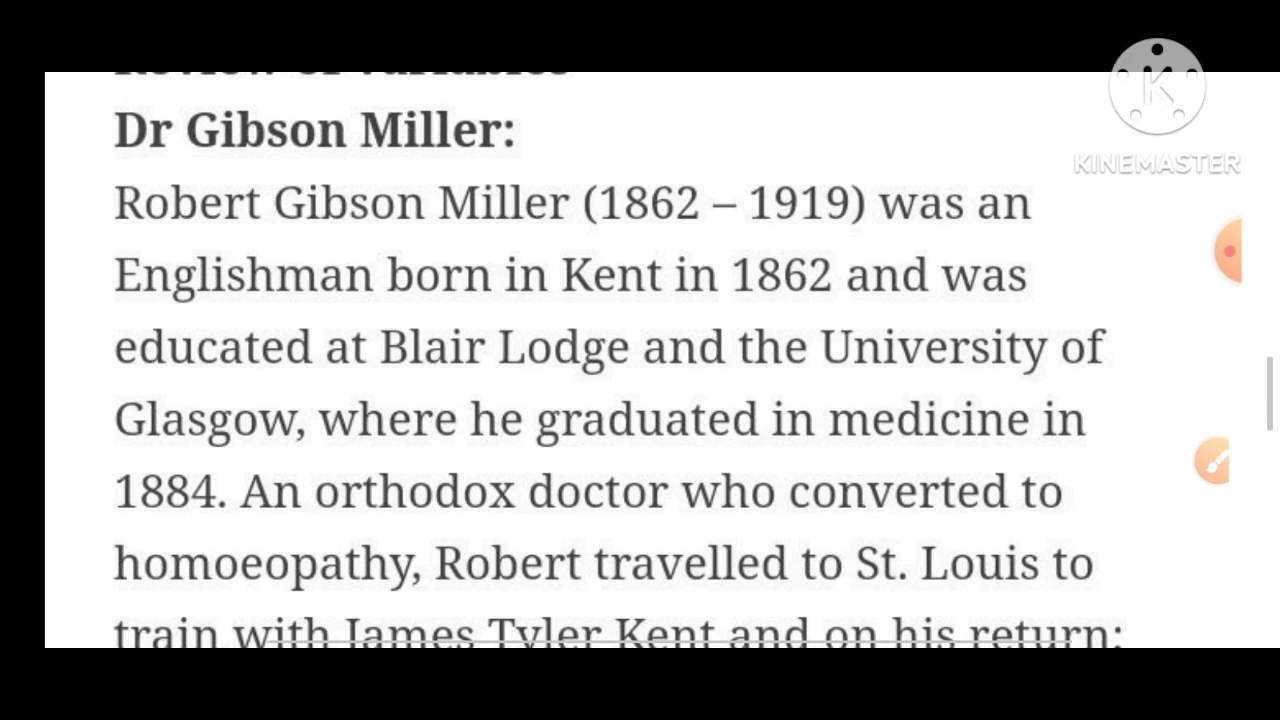 Review of variables
Dr Gibson Miller:
Robert Gibson Miller (1862 – 1919) was an
Englishman born in Kent in 1862 and was
educated at Blair Lodge and the University of
Glasgow, where he graduated in medicine in
1884. An orthodox doctor who converted to
homoeopathy, Robert travelled to St. Louis to
train with James Tyler Kent and on his return:
K
KINEMASTER